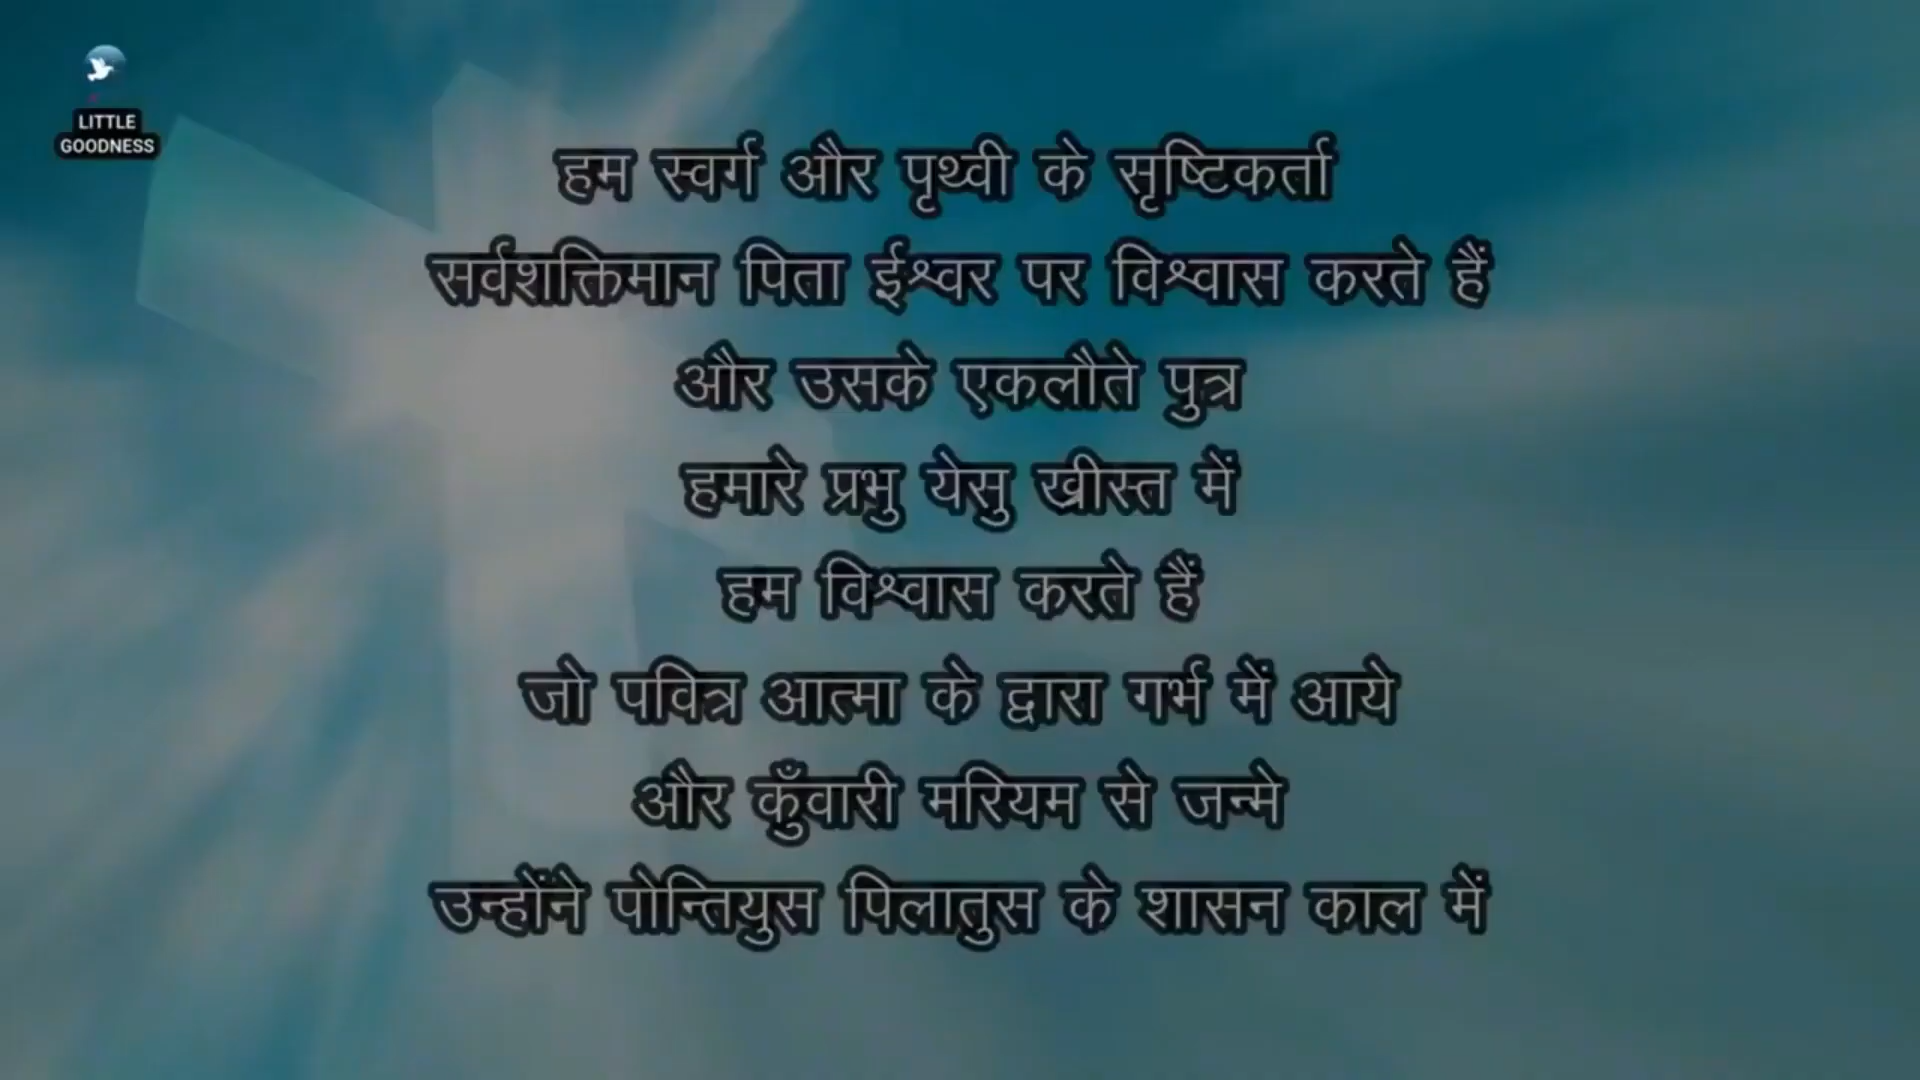 LITTLE
GOODNESS
हम स्वर्ग और पृथ्वी के सृष्टिकर्ता
सर्वशक्तिमान पिता ईश्वर पर विश्वास करते हैं
और उसके एकलौते पुत्र
हमारे प्रभु येसु ख्रीस्त में
हम विश्वास करते हैं
जो पवित्र आत्मा के द्वारा गर्भ में आये
और कुँवारी मरियम से जन्मे
उन्होंने पोन्तियुस पिलातुस के शासन काल में